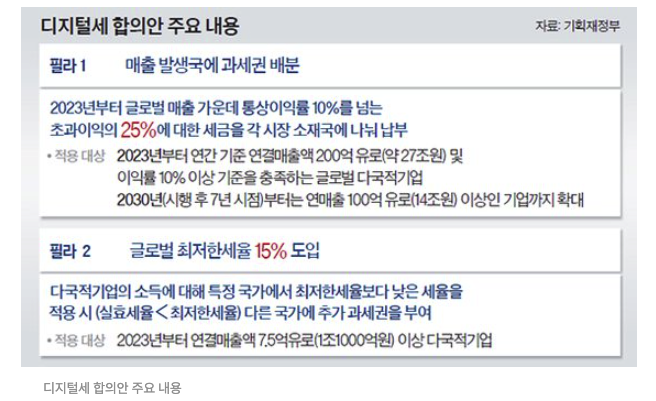 디지털세 합의안 주요 내용
자료: 기획재정부
필라 1 매출 발생국에 과세권 배분
2023년부터 글로벌 매출 가운데 통상이익률 10%를 넘는
초과이익의 25%에 대한 세금을 각 시장 소재국에 나눠 납부
• 적용 대상 2023년부터 연간 기준 연결매출액 200억 유로(약 27조원) 및
이익률 10% 이상 기준을 충족하는 글로벌 다국적기업
2030년(시행 후 7년 시점)부터는 연매출 100억 유로(14조원) 이상인 기업까지 확대
필라 2 글로벌 최저한세율 15% 도입
다국적기업의 소득에 대해 특정 국가에서 최저한세율보다 낮은 세율을
적용 시 (실효세율<최저한세율) 다른 국가에 추가 과세권을 부여
• 적용 대상 2023년부터 연결매출액 7.5억유로(1조1000억원) 이상 다국적기업
디지털세 합의안 주요 내용